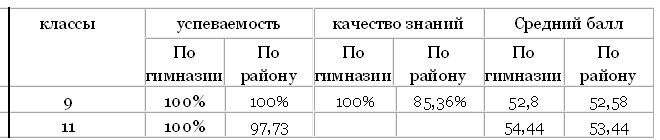 классы успеваемость качество знаний Средний балл
По гимназии По району По гимназии По району По гимназии По району
9 100% 100% 100% 85,36% 52,8 52,58
11 100% 97,73 54,44 53,44